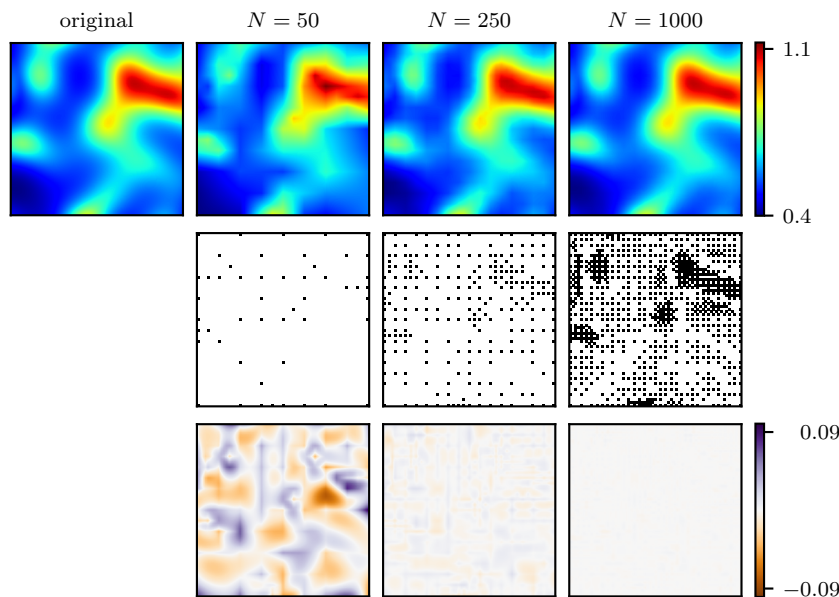 original
N = 50
N = 250
N = 1000
1.1
0.4
0.09
−0.09